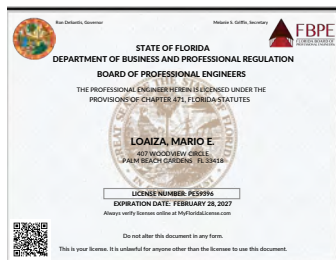 Ron DeSantis, Governor
Melanie S. Griffin, Secretary
FBPE
FLORIDA BOARD OF
PROFESSIONAL ENGINEERS
STATE OF FLORIDA
DEPARTMENT OF BUSINESS AND PROFESSIONAL REGULATION
BOARD OF PROFESSIONAL ENGINEERS
THE PROFESSIONAL ENGINEER HEREIN IS LICENSED UNDER THE
PROVISIONS OF CHAPTER 471, FLORIDA STATUTES
LOAIZA, MARIO E.
407 WOODVIEW CIRCLE
PALM BEACH GARDENS FL 33418
LICENSE NUMBER: PE59396
EXPIRATION DATE: FEBRUARY 28, 2027
Always verify licenses online at MyFloridaLicense.com
Do not alter this document in any form.
This is your license. It is unlawful for anyone other than the licensee to use this document.